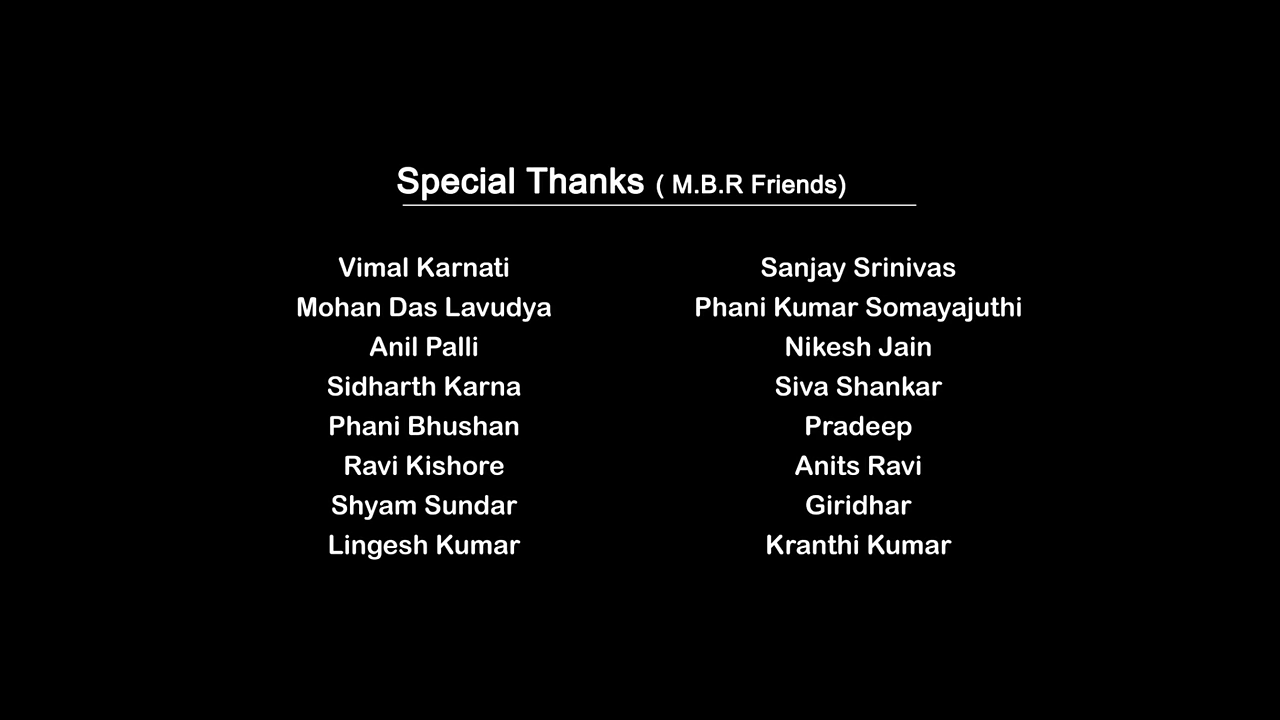 Special Thanks ( M.B.R Friends)
Vimal Karnati
Mohan Das Lavudya
Anil Palli
Sidharth Karna
Phani Bhushan
Ravi Kishore
Shyam Sundar
Lingesh Kumar
Sanjay Srinivas
Phani Kumar Somayajuthi
Nikesh Jain
Siva Shankar
Pradeep
Anits Ravi
Giridhar
Kranthi Kumar